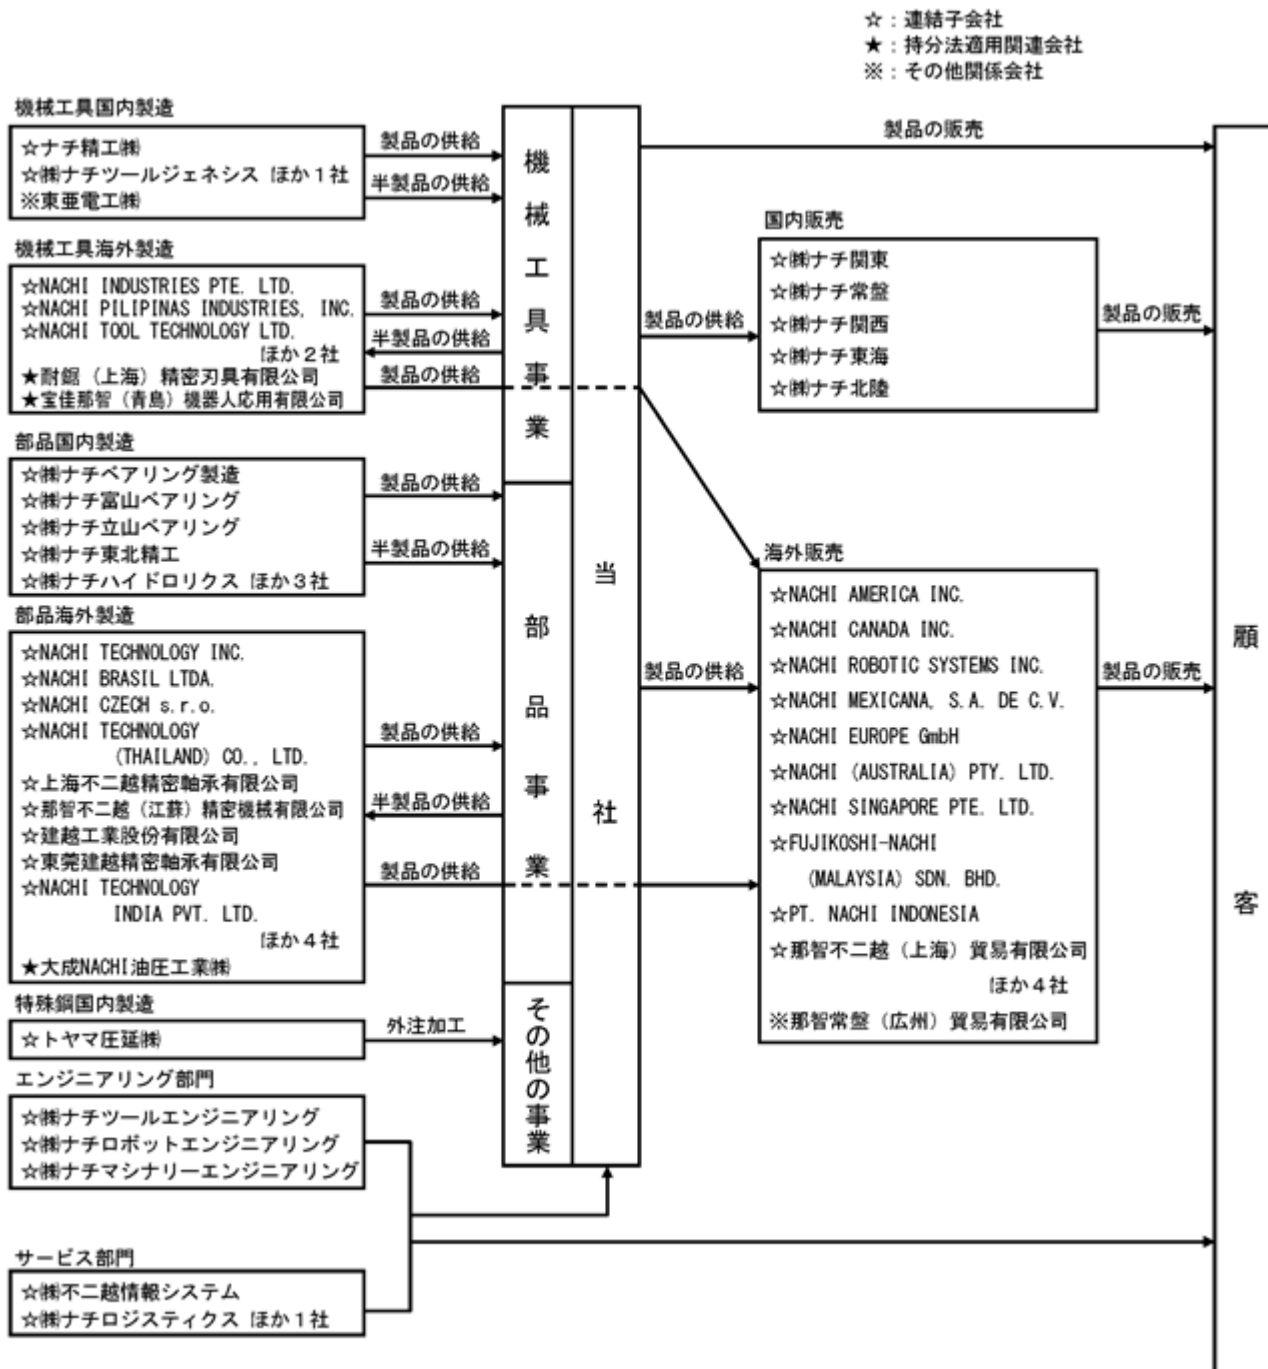 ☆：連結子会社
★：持分法適用関連会社
※：その他関係会社
機械工具国内製造
☆ナチ精工㈱
☆㈱ナチツールジェネシス ほか１社
※東亜電工㈱
製品の供給
半製品の供給
機械工具海外製造
☆NACHI INDUSTRIES PTE. LTD.
☆NACHI PILIPINAS INDUSTRIES, INC.
☆NACHI TOOL TECHNOLOGY LTD.
ほか２社
★耐鋸（上海）精密刃具有限公司
★宝佳那智（青島）機器人応用有限公司
製品の供給
半製品の供給
製品の供給
部品国内製造
☆㈱ナチベアリング製造
☆㈱ナチ富山ベアリング
☆㈱ナチ立山ベアリング
☆㈱ナチ東北精工
☆㈱ナチハイドロリクス ほか３社
製品の供給
半製品の供給
部品海外製造
☆NACHI TECHNOLOGY INC.
☆NACHI BRASIL LTDA.
☆NACHI CZECH s.r.o.
☆NACHI TECHNOLOGY
(THAILAND) CO., LTD.
☆上海不二越精密軸承有限公司
☆那智不二越（江蘇）精密機械有限公司
☆建越工業股份有限公司
☆東莞建越精密軸承有限公司
☆NACHI TECHNOLOGY
INDIA PVT. LTD.
ほか４社
★大成NACHI油圧工業㈱
製品の供給
半製品の供給
製品の供給
特殊鋼国内製造
☆トヤマ圧延㈱
外注加工
エンジニアリング部門
☆㈱ナチツールエンジニアリング
☆㈱ナチロボットエンジニアリング
☆㈱ナチマシナリーエンジニアリング
サービス部門
☆㈱不二越情報システム
☆㈱ナチロジスティクス ほか１社
機械工具事業
部品事業
その他の事業
当社
製品の販売
製品の供給
国内販売
☆㈱ナチ関東
☆㈱ナチ常盤
☆㈱ナチ関西
☆㈱ナチ東海
☆㈱ナチ北陸
製品の販売
製品の供給
海外販売
☆NACHI AMERICA INC.
☆NACHI CANADA INC.
☆NACHI ROBOTIC SYSTEMS INC.
☆NACHI MEXICANA, S.A. DE C.V.
☆NACHI EUROPE GmbH
☆NACHI (AUSTRALIA) PTY. LTD.
☆NACHI SINGAPORE PTE. LTD.
☆FUJIKOSHI-NACHI
(MALAYSIA) SDN. BHD.
☆PT. NACHI INDONESIA
☆那智不二越（上海）貿易有限公司
ほか４社
※那智常盤（広州）貿易有限公司
製品の販売
顧客